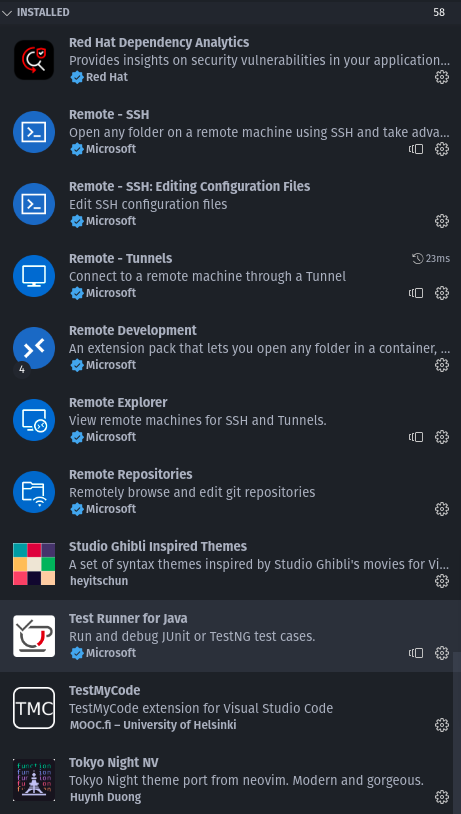 INSTALLED 58
Red Hat Dependency Analytics
Provides insights on security vulnerabilities in your application...
Red Hat
Remote - SSH
Open any folder on a remote machine using SSH and take adva...
Microsoft
Remote - SSH: Editing Configuration Files
Edit SSH configuration files
Microsoft
Remote - Tunnels 23ms
Connect to a remote machine through a Tunnel
Microsoft
Remote Development
An extension pack that lets you open any folder in a container, ...
4 Microsoft
Remote Explorer
View remote machines for SSH and Tunnels.
Microsoft
Remote Repositories
Remotely browse and edit git repositories
Microsoft
Studio Ghibli Inspired Themes
A set of syntax themes inspired by Studio Ghibli's movies for Vi...
heyitschun
Test Runner for Java
Run and debug JUnit or TestNG test cases.
Microsoft
TestMyCode
TMC TestMyCode extension for Visual Studio Code
MOOC.fi – University of Helsinki
Tokyo Night NV
function
Tokyo Night theme port from neovim. Modern and gorgeous.
Huynh Duong